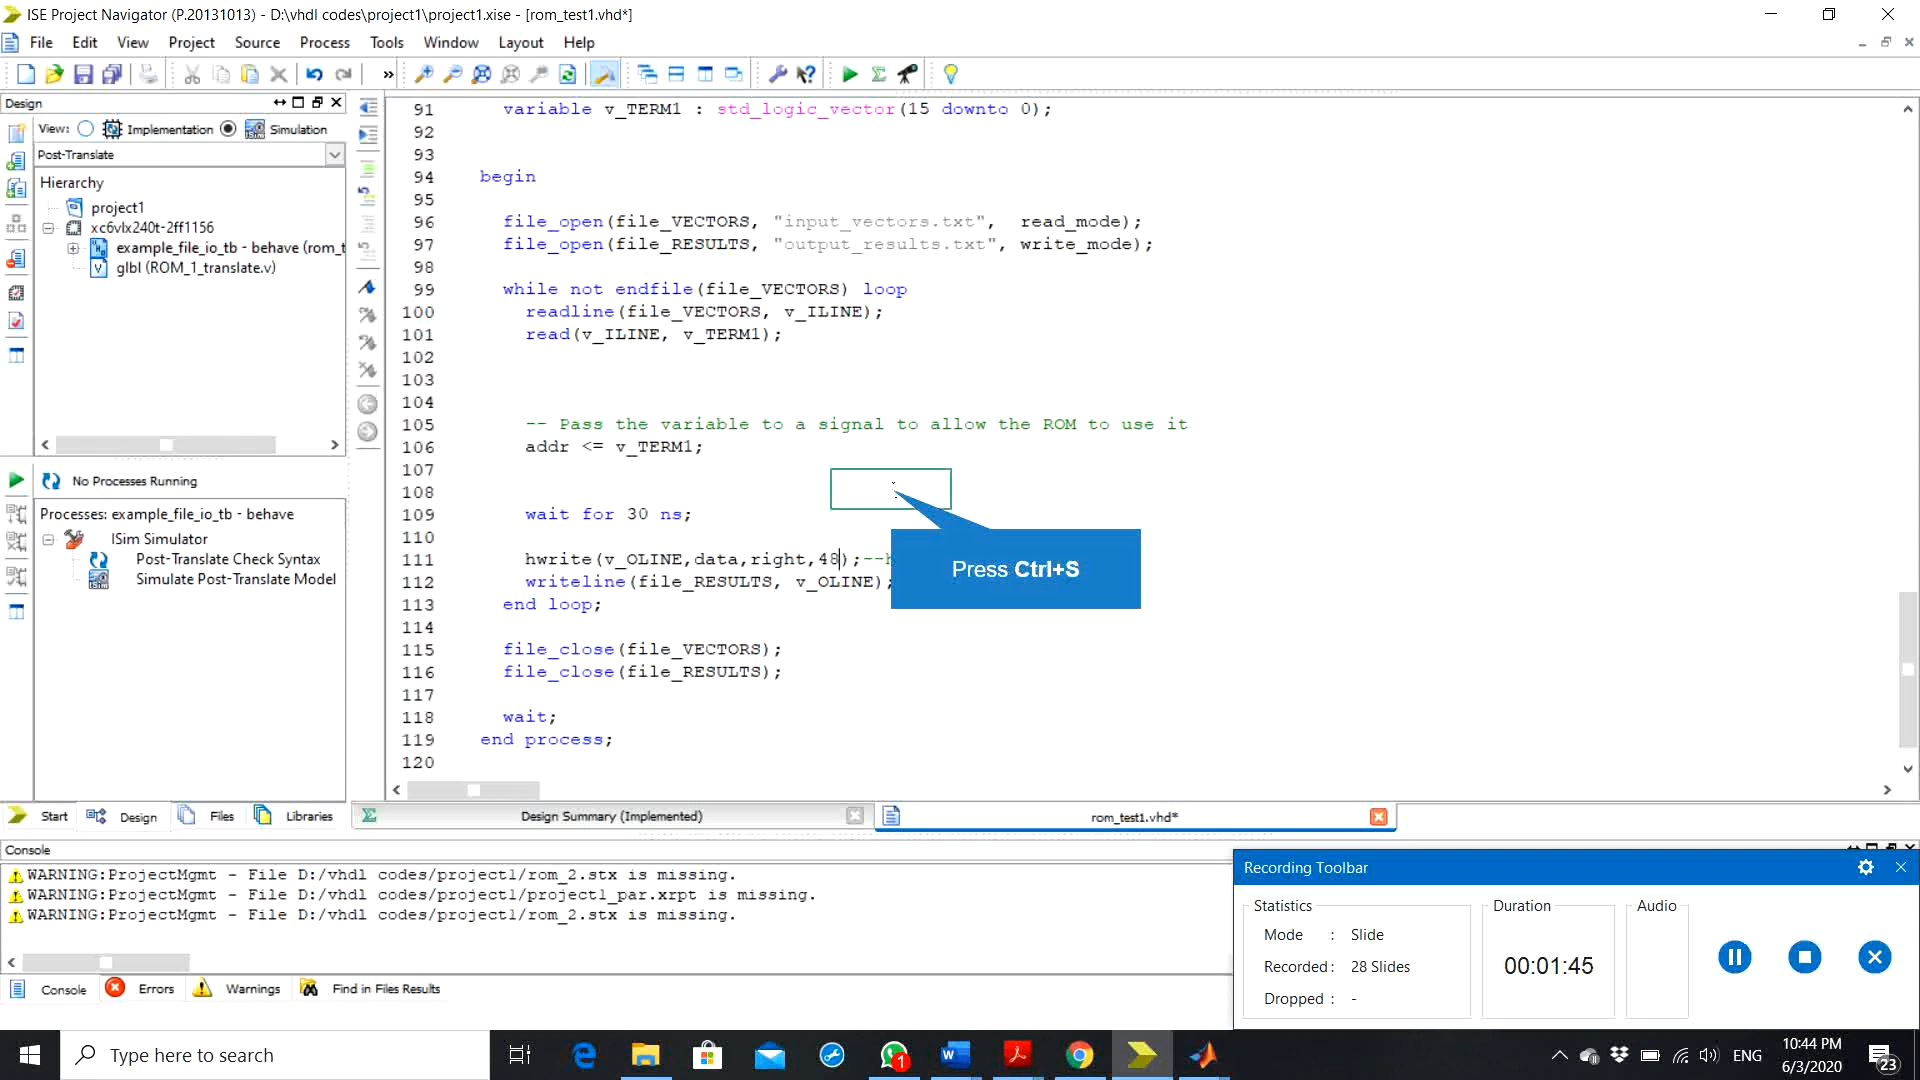 ISE Project Navigator (P.20131013) - D:\vhdl codes\project1\project1.xise - [rom_test1.vhd*]
File Edit View Project Source Process Tools Window Layout Help
Design
View: Implementation Simulation
Post-Translate
Hierarchy
project1
xc6vlx240t-2ff1156
example_file_io_tb - behave (rom_t
glbl (ROM_1_translate.v)
No Processes Running
Processes: example_file_io_tb - behave
ISim Simulator
Post-Translate Check Syntax
Simulate Post-Translate Model
Start Design Files Libraries
91 variable v_TERM1 : std_logic_vector(15 downto 0);
92
93
94 begin
95
96 file_open(file_VECTORS, "input_vectors.txt", read_mode);
97 file_open(file_RESULTS, "output_results.txt", write_mode);
98
99 while not endfile(file_VECTORS) loop
100 readline(file_VECTORS, v_ILINE);
101 read(v_ILINE, v_TERM1);
102
103
104
105 -- Pass the variable to a signal to allow the ROM to use it
106 addr <= v_TERM1;
107
108
109 wait for 30 ns;
110
111 hwrite(v_OLINE,data,right,48);--
112 writeline(file_RESULTS, v_OLINE);
113 end loop;
114
115 file_close(file_VECTORS);
116 file_close(file_RESULTS);
117
118 wait;
119 end process;
120
Press Ctrl+S
Design Summary (Implemented)
rom_test1.vhd*
Console
WARNING:ProjectMgmt - File D:/vhdl codes/project1/rom_2.stx is missing.
WARNING:ProjectMgmt - File D:/vhdl codes/project1/project1_par.xrpt is missing.
WARNING:ProjectMgmt - File D:/vhdl codes/project1/rom_2.stx is missing.
Console Errors Warnings Find in Files Results
Recording Toolbar
Statistics
Mode : Slide
Recorded : 28 Slides
Dropped : -
Duration
00:01:45
Audio
Type here to search
1
ENG
10:44 PM
6/3/2020
23